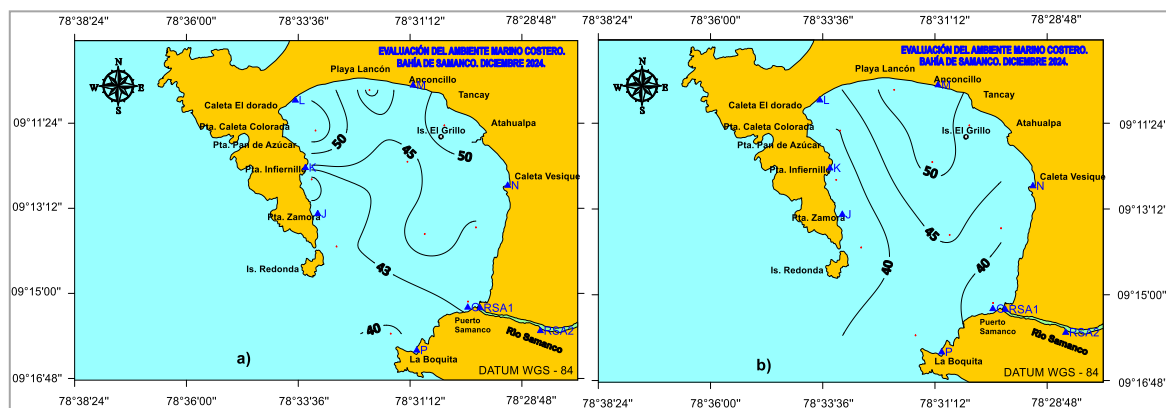 78°38'24" 78°36'00" 78°33'36" 78°31'12" 78°28'48"
EVALUACIÓN DEL AMBIENTE MARINO COSTERO.
BAHÍA DE SAMANCO. DICIEMBRE 2024.
N
W E
S
Playa Lancón
Anconcillo
M
Tancay
L
Caleta El dorado
09°11'24"
Pta. Caleta Colorada
Atahualpa
Is. El Grillo
50
Pta. Pan de Azúcar
45
50
Pta. Infiernillo
K
Caleta Vesique
N
09°13'12"
Pta. Zamora
J
Is. Redonda
43
09°15'00"
O RSA1
Puerto
Samanco
40
Río Samanco
RSA2
P
a)
La Boquita
DATUM WGS - 84
09°16'48"
78°38'24" 78°36'00" 78°33'36" 78°31'12" 78°28'48"
78°38'24" 78°36'00" 78°33'36" 78°31'12" 78°28'48"
EVALUACIÓN DEL AMBIENTE MARINO COSTERO.
BAHÍA DE SAMANCO. DICIEMBRE 2024.
N
W E
S
Playa Lancón
Anconcillo
M
Tancay
L
Caleta El dorado
09°11'24"
Pta. Caleta Colorada
Atahualpa
Is. El Grillo
Pta. Pan de Azúcar
50
Pta. Infiernillo
K
Caleta Vesique
N
09°13'12"
Pta. Zamora
J
45
Is. Redonda
40
40
09°15'00"
O RSA1
Puerto
Samanco
Río Samanco
RSA2
P
b)
La Boquita
DATUM WGS - 84
09°16'48"
78°36'00" 78°33'36" 78°31'12" 78°28'48"